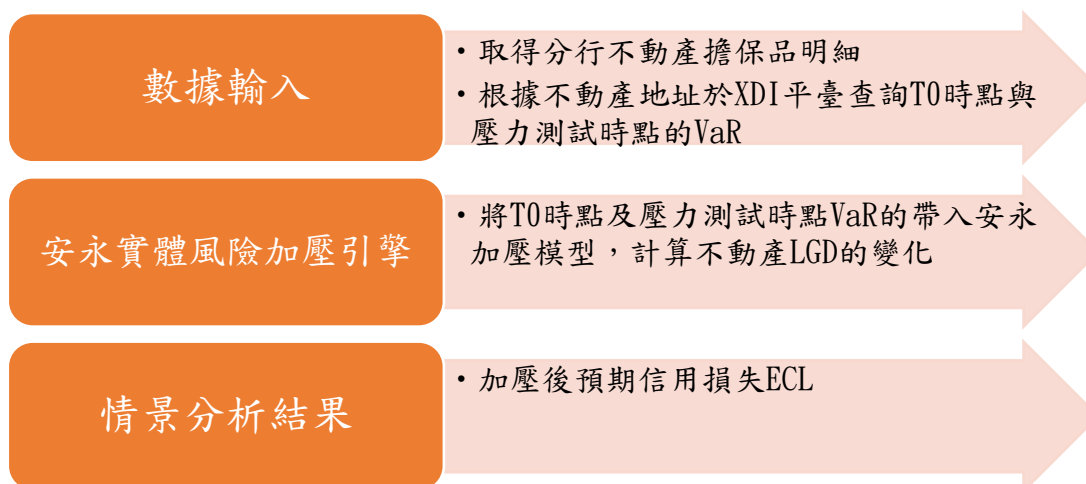 數據輸入
•取得分行不動產擔保品明細
•根據不動產地址於XDI平臺查詢T0時點與
壓力測試時點的VaR
安永實體風險加壓引擎
•將T0時點及壓力測試時點VaR的帶入安永
加壓模型，計算不動產LGD的變化
情景分析結果
•加壓後預期信用損失ECL